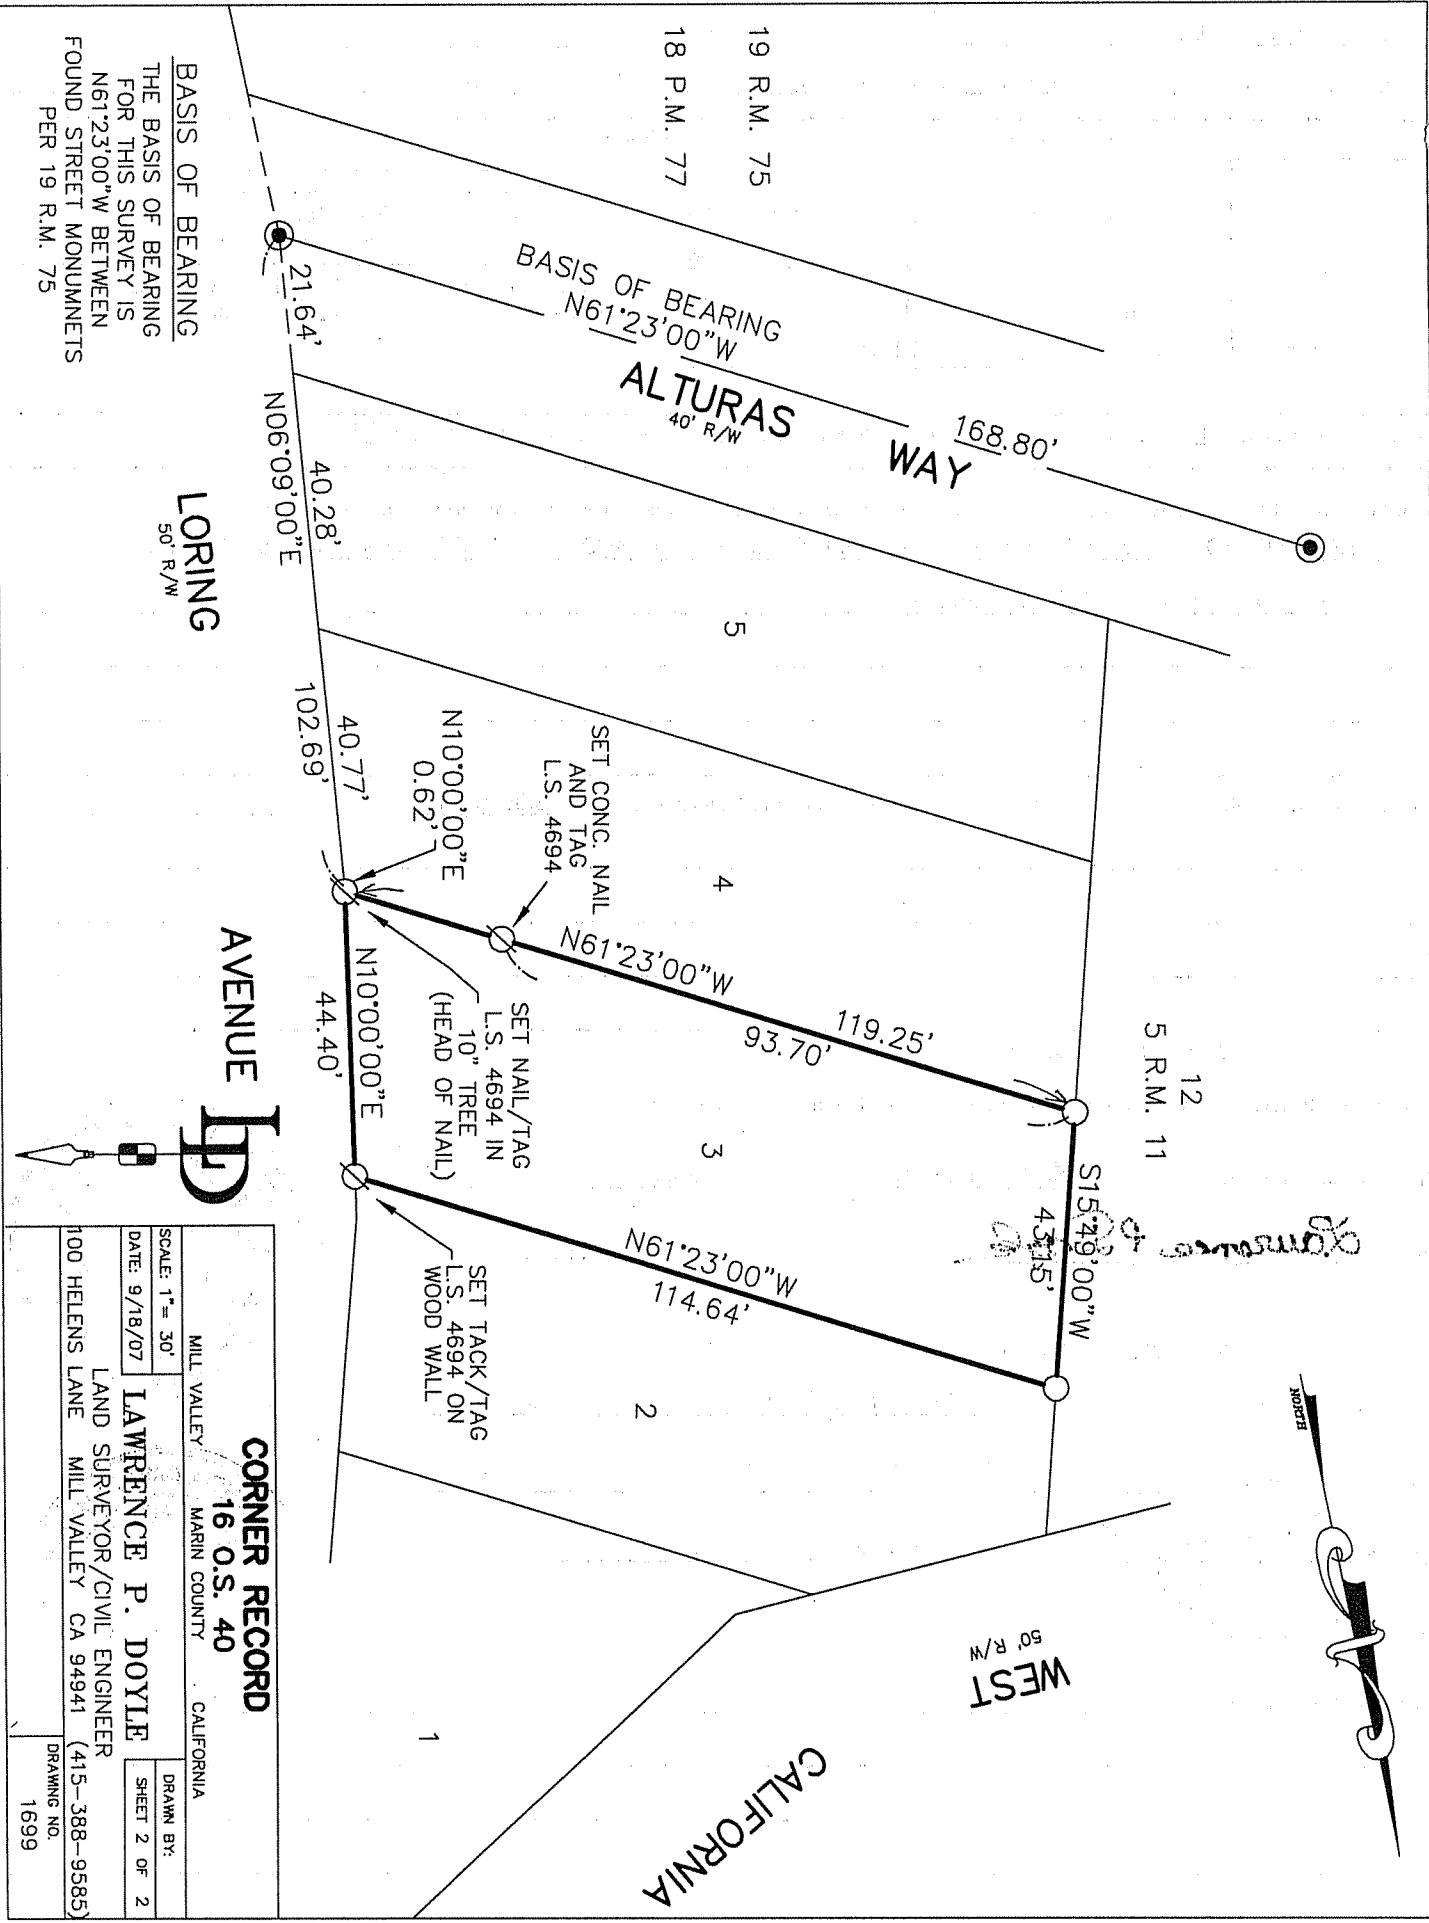 19 R.M. 75
18 P.M. 77
BASIS OF BEARING
N61°23'00"W
ALTURAS
40' R/W
WAY
168.80'
BASIS OF BEARING
THE BASIS OF BEARING
FOR THIS SURVEY IS
N61°23'00"W BETWEEN
FOUND STREET MONUMNETS
PER 19 R.M. 75
21.64'
40.28'
N06°09'00"E
LORING
50' R/W
AVENUE
40.77'
102.69'
5
4
3
2
1
12
5 R.M. 11
SET CONC. NAIL
AND TAG
L.S. 4694
N10°00'00"E
0.62'
N61°23'00"W
119.25'
93.70'
SET NAIL/TAG
L.S. 4694 IN
10" TREE
(HEAD OF NAIL)
N10°00'00"E
44.40'
S15°49'00"W
43.15'
N61°23'00"W
114.64'
SET TACK/TAG
L.S. 4694 ON
WOOD WALL
NORTH
WEST
50' R/W
CALIFORNIA
LD
CORNER RECORD
16 O.S. 40
MILL VALLEY MARIN COUNTY CALIFORNIA
SCALE: 1"= 30'
DRAWN BY:
DATE: 9/18/07
LAWRENCE P. DOYLE
SHEET 2 OF 2
LAND SURVEYOR/CIVIL ENGINEER
100 HELENS LANE MILL VALLEY CA 94941 (415-388-9585)
DRAWING NO.
1699